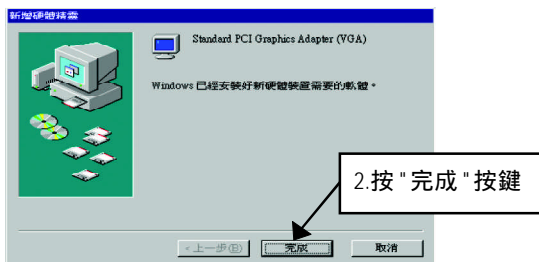 新增硬體精靈
Standard PCI Graphics Adapter (VGA)
Windows 已經安裝好新硬體裝置需要的軟體。
2.按"完成"按鍵
<上一步(B)
完成
取消